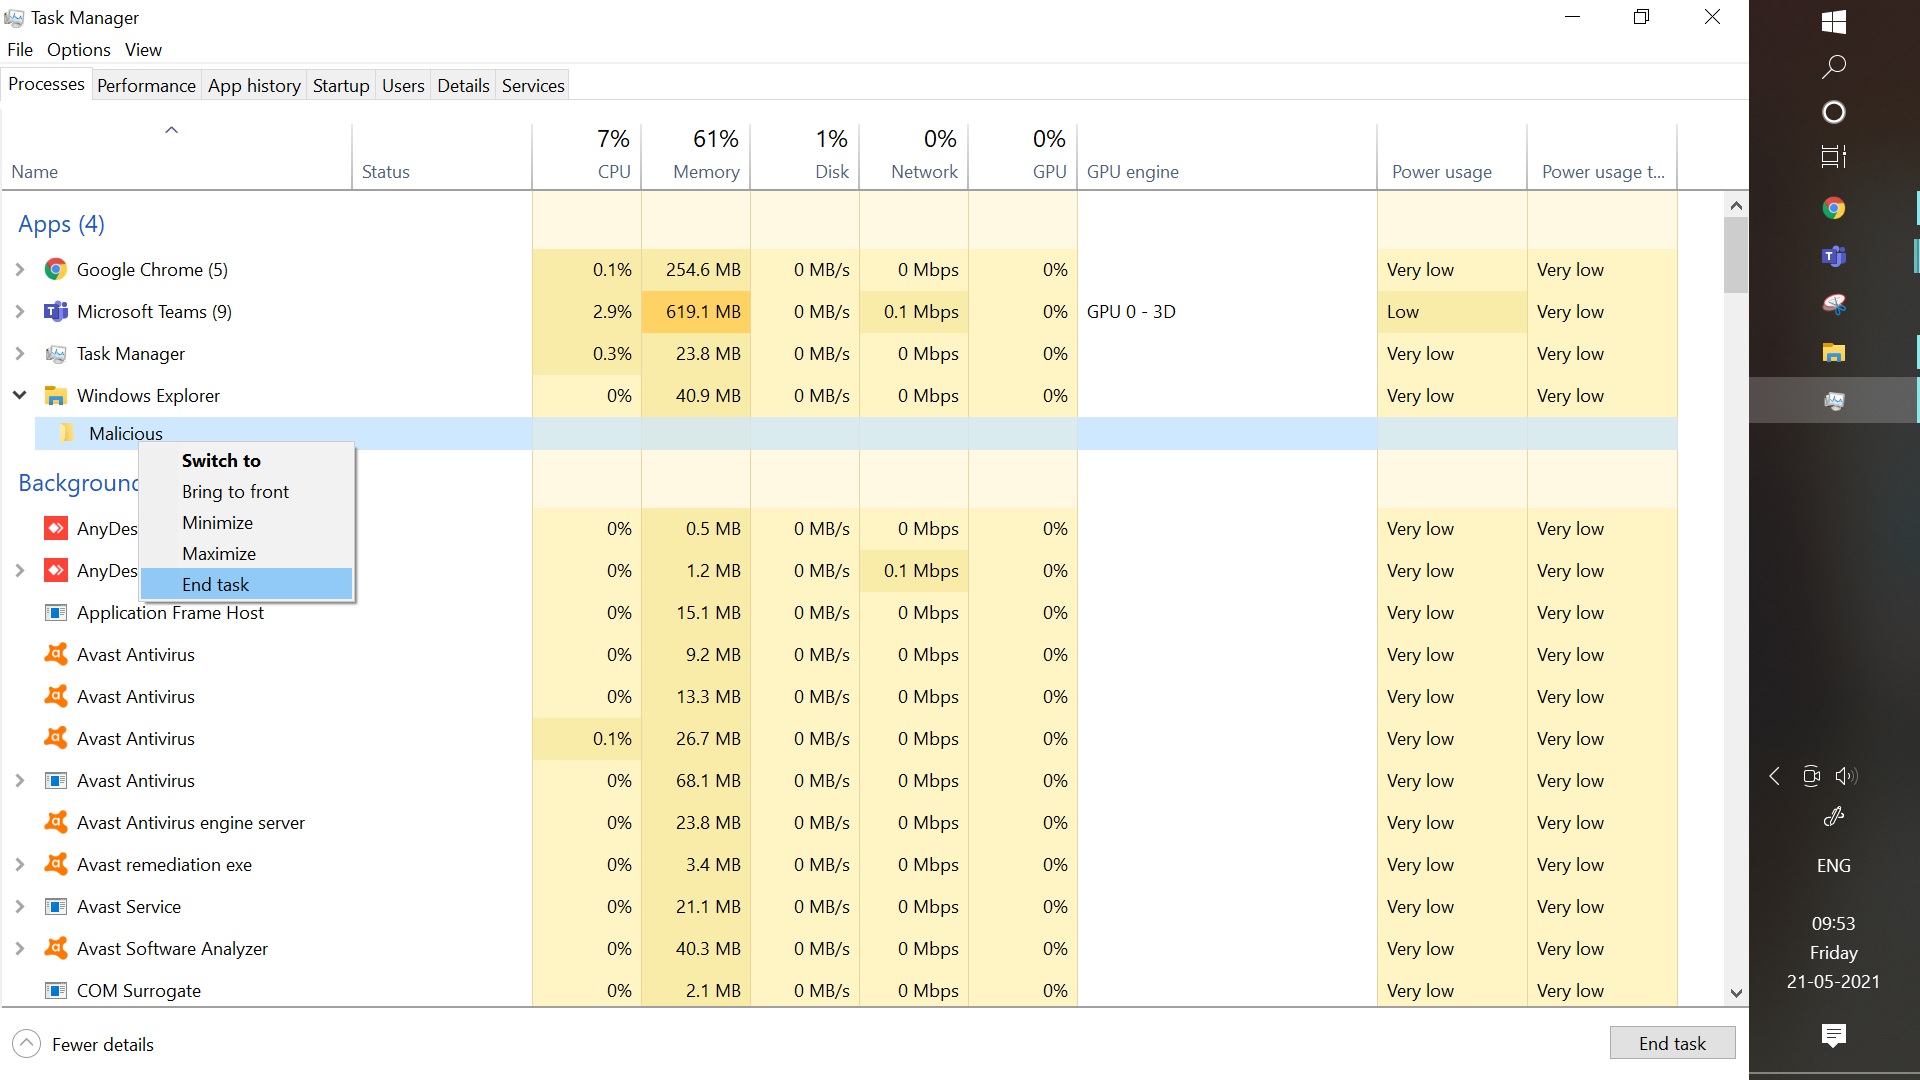 Task Manager
File Options View
Processes Performance App history Startup Users Details Services
7% 61% 1% 0% 0%
Name Status CPU Memory Disk Network GPU GPU engine Power usage Power usage t...
Apps (4)
Google Chrome (5) 0.1% 254.6 MB 0 MB/s 0 Mbps 0% Very low Very low
Microsoft Teams (9) 2.9% 619.1 MB 0 MB/s 0.1 Mbps 0% GPU 0 - 3D Low Very low
Task Manager 0.3% 23.8 MB 0 MB/s 0 Mbps 0% Very low Very low
Windows Explorer 0% 40.9 MB 0 MB/s 0 Mbps 0% Very low Very low
Malicious
Switch to
Background
Bring to front
Minimize
AnyDes 0% 0.5 MB 0 MB/s 0 Mbps 0% Very low Very low
Maximize
AnyDes 0% 1.2 MB 0 MB/s 0.1 Mbps 0% Very low Very low
End task
Application Frame Host 0% 15.1 MB 0 MB/s 0 Mbps 0% Very low Very low
Avast Antivirus 0% 9.2 MB 0 MB/s 0 Mbps 0% Very low Very low
Avast Antivirus 0% 13.3 MB 0 MB/s 0 Mbps 0% Very low Very low
Avast Antivirus 0.1% 26.7 MB 0 MB/s 0 Mbps 0% Very low Very low
Avast Antivirus 0% 68.1 MB 0 MB/s 0 Mbps 0% Very low Very low
Avast Antivirus engine server 0% 23.8 MB 0 MB/s 0 Mbps 0% Very low Very low
Avast remediation exe 0% 3.4 MB 0 MB/s 0 Mbps 0% Very low Very low
Avast Service 0% 21.1 MB 0 MB/s 0 Mbps 0% Very low Very low
Avast Software Analyzer 0% 40.3 MB 0 MB/s 0 Mbps 0% Very low Very low
COM Surrogate 0% 2.1 MB 0 MB/s 0 Mbps 0% Very low Very low
Fewer details End task
ENG
09:53
Friday
21-05-2021